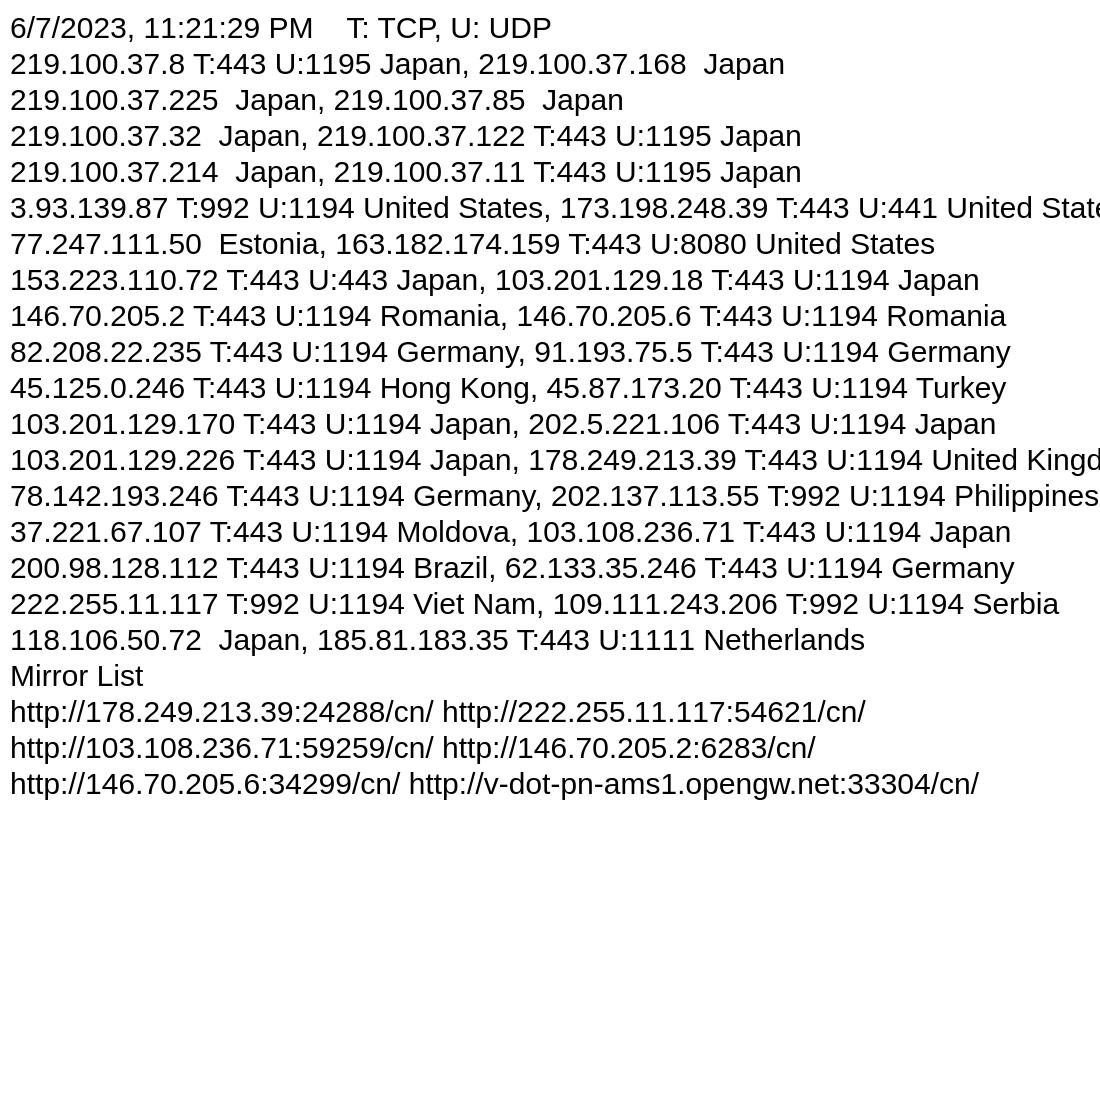 6/7/2023, 11:21:29 PM    T: TCP, U: UDP
219.100.37.8 T:443 U:1195 Japan, 219.100.37.168  Japan
219.100.37.225  Japan, 219.100.37.85  Japan
219.100.37.32  Japan, 219.100.37.122 T:443 U:1195 Japan
219.100.37.214  Japan, 219.100.37.11 T:443 U:1195 Japan
3.93.139.87 T:992 U:1194 United States, 173.198.248.39 T:443 U:441 United State
77.247.111.50  Estonia, 163.182.174.159 T:443 U:8080 United States
153.223.110.72 T:443 U:443 Japan, 103.201.129.18 T:443 U:1194 Japan
146.70.205.2 T:443 U:1194 Romania, 146.70.205.6 T:443 U:1194 Romania
82.208.22.235 T:443 U:1194 Germany, 91.193.75.5 T:443 U:1194 Germany
45.125.0.246 T:443 U:1194 Hong Kong, 45.87.173.20 T:443 U:1194 Turkey
103.201.129.170 T:443 U:1194 Japan, 202.5.221.106 T:443 U:1194 Japan
103.201.129.226 T:443 U:1194 Japan, 178.249.213.39 T:443 U:1194 United Kingd
78.142.193.246 T:443 U:1194 Germany, 202.137.113.55 T:992 U:1194 Philippines
37.221.67.107 T:443 U:1194 Moldova, 103.108.236.71 T:443 U:1194 Japan
200.98.128.112 T:443 U:1194 Brazil, 62.133.35.246 T:443 U:1194 Germany
222.255.11.117 T:992 U:1194 Viet Nam, 109.111.243.206 T:992 U:1194 Serbia
118.106.50.72  Japan, 185.81.183.35 T:443 U:1111 Netherlands
Mirror List
http://178.249.213.39:24288/cn/ http://222.255.11.117:54621/cn/
http://103.108.236.71:59259/cn/ http://146.70.205.2:6283/cn/
http://146.70.205.6:34299/cn/ http://v-dot-pn-ams1.opengw.net:33304/cn/